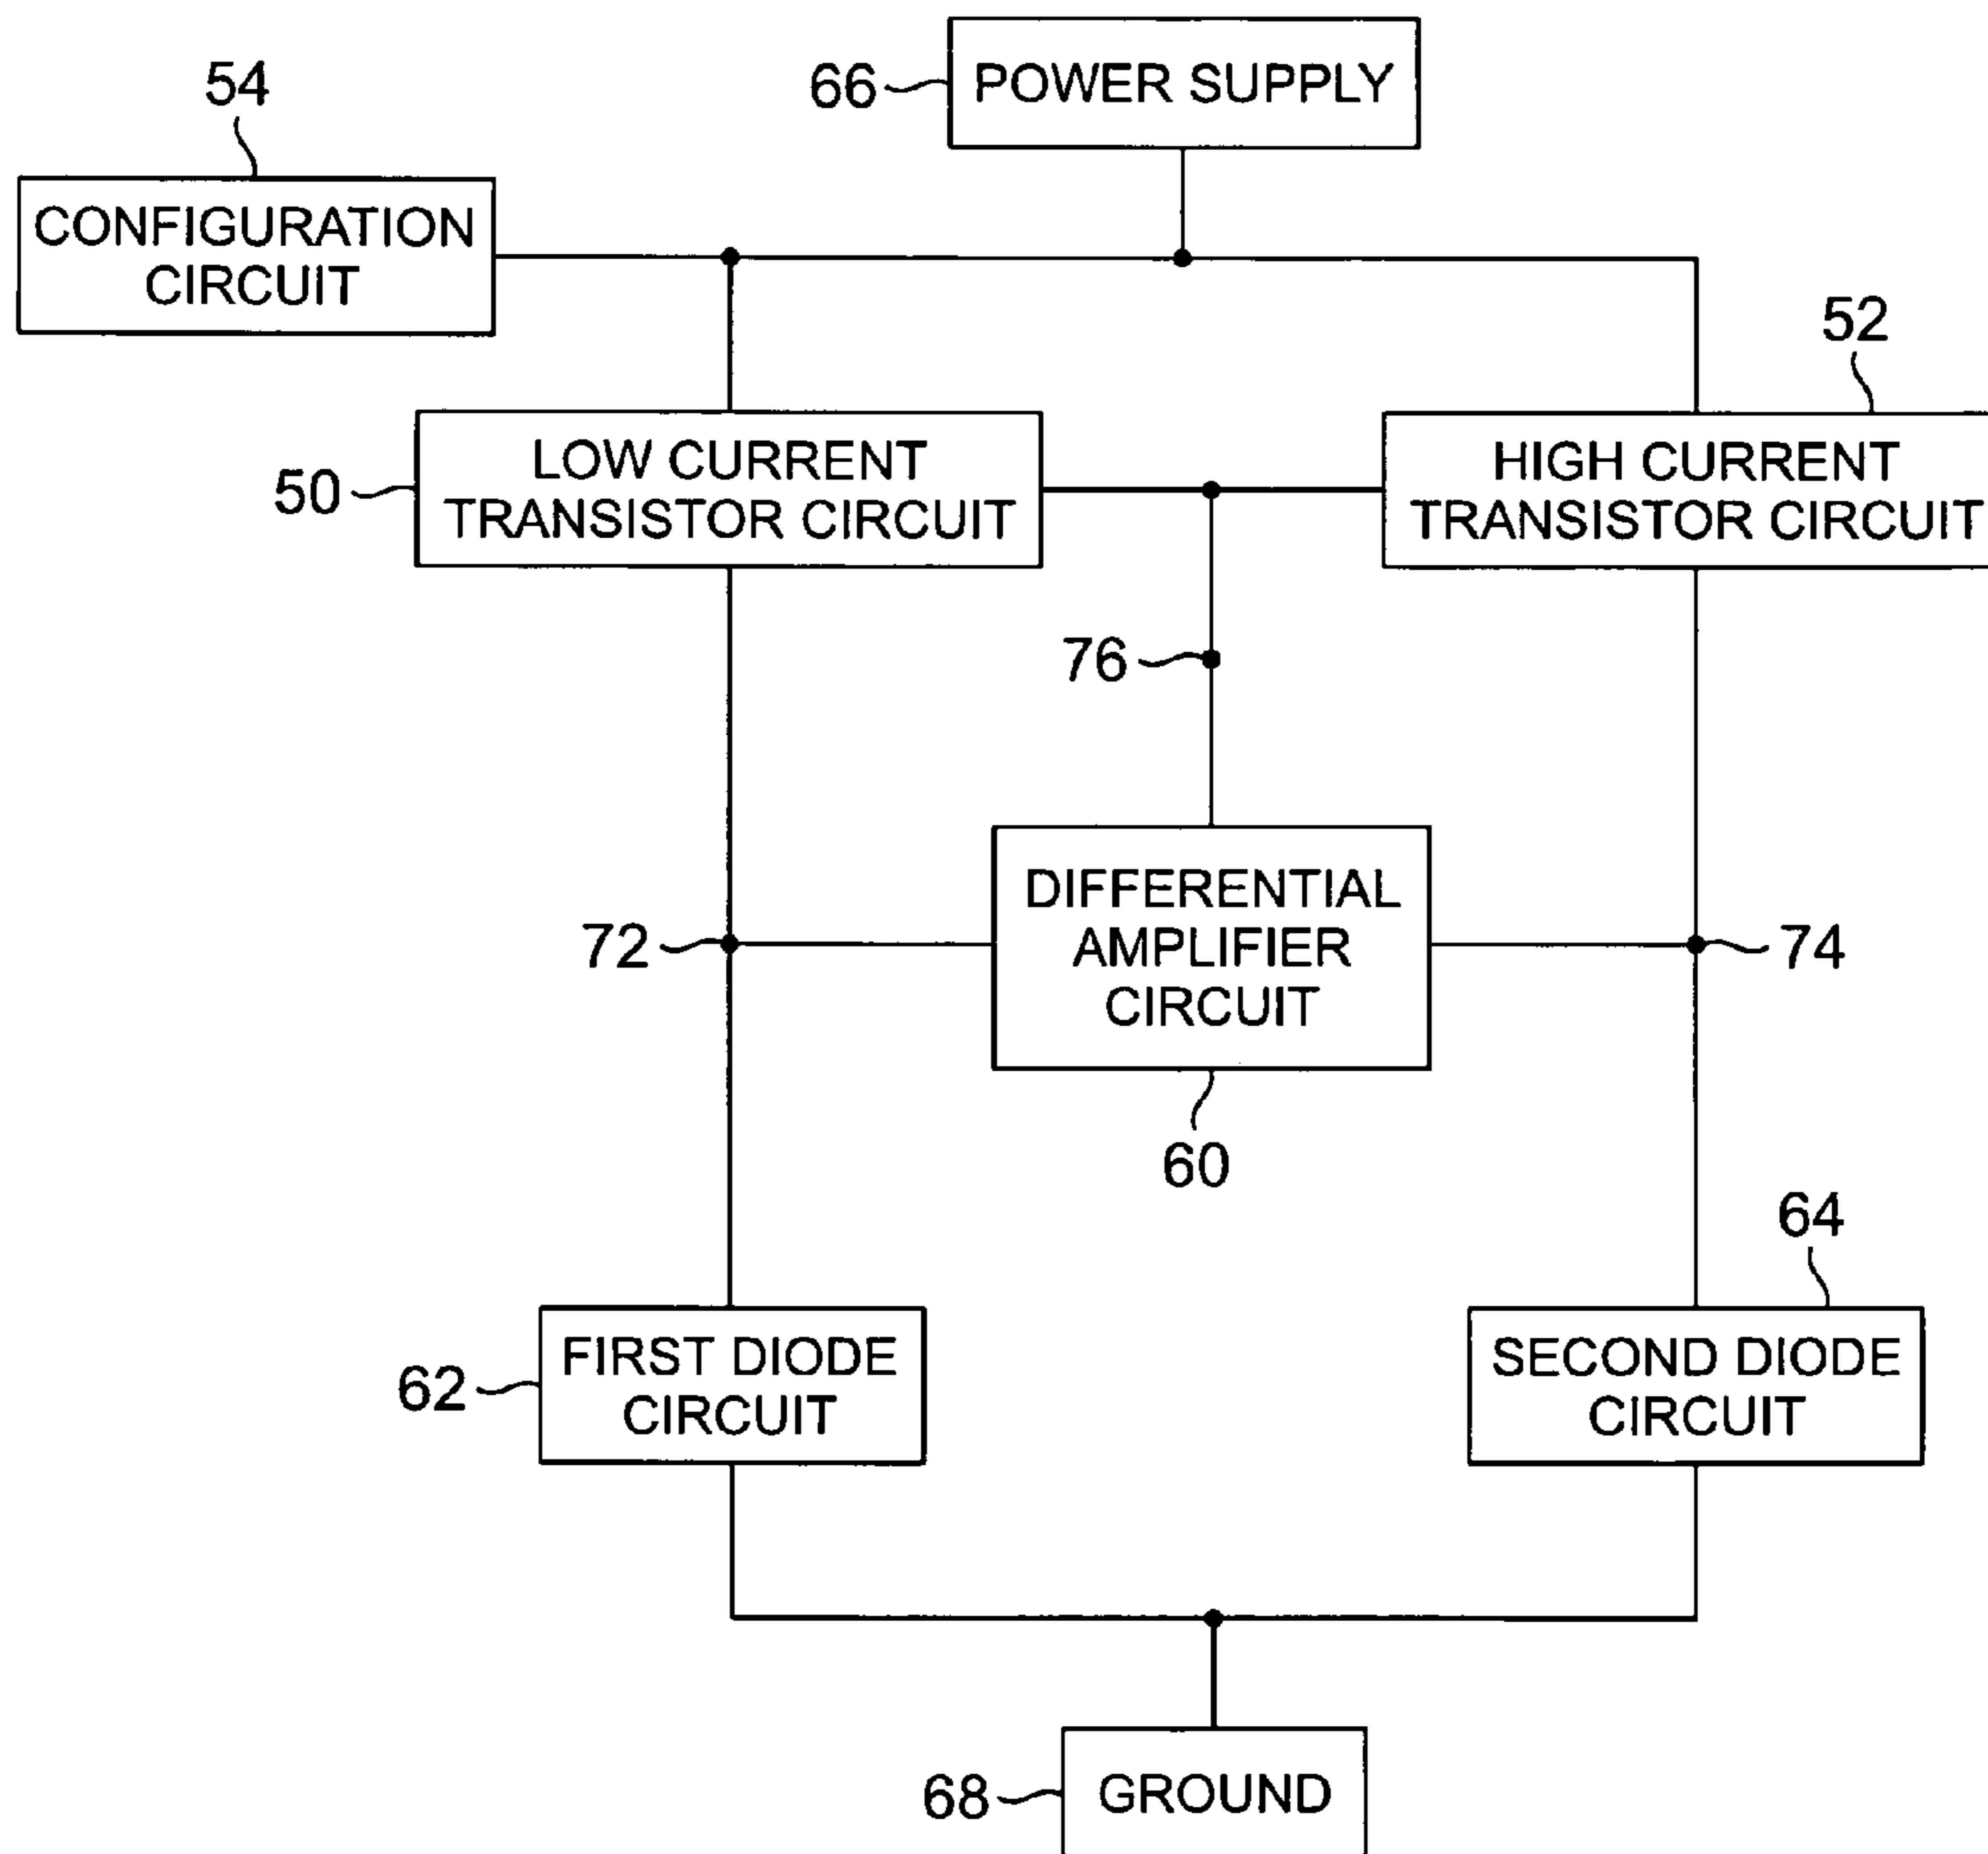 66
POWER SUPPLY
54
CONFIGURATION
CIRCUIT
52
50
LOW CURRENT
TRANSISTOR CIRCUIT
HIGH CURRENT
TRANSISTOR CIRCUIT
76
72
DIFFERENTIAL
AMPLIFIER
CIRCUIT
74
60
64
62
FIRST DIODE
CIRCUIT
SECOND DIODE
CIRCUIT
68
GROUND